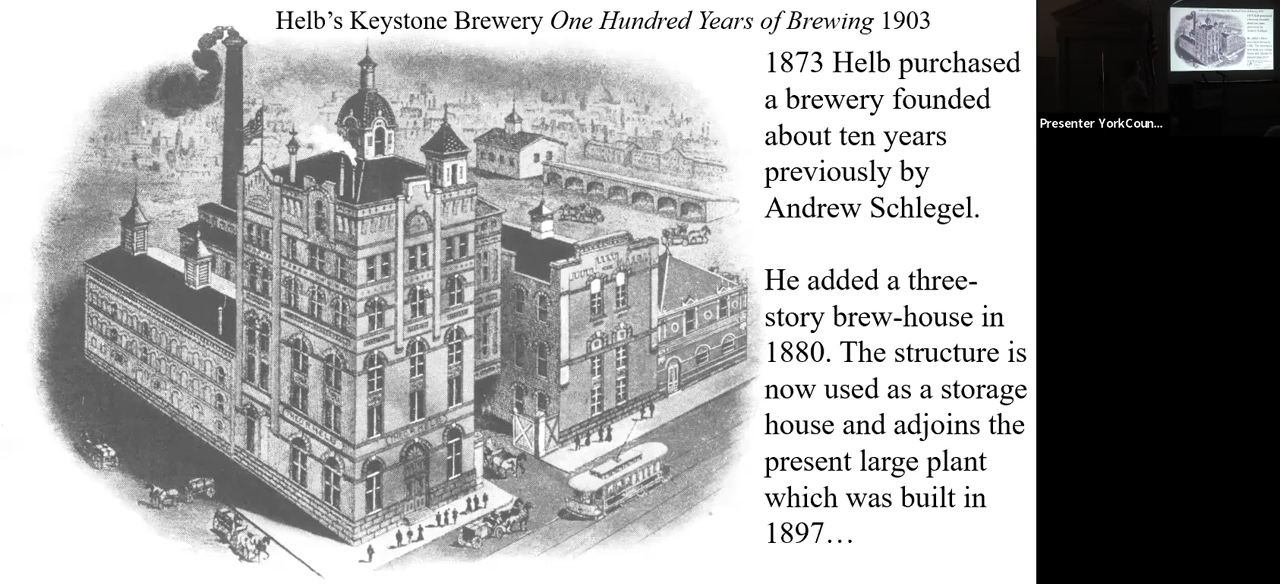 Helb’s Keystone Brewery One Hundred Years of Brewing 1903
1873 Helb purchased
a brewery founded
about ten years
previously by
Andrew Schlegel.
He added a three-
story brew-house in
1880. The structure is
now used as a storage
house and adjoins the
present large plant
which was built in
1897…
Presenter YorkCoun...